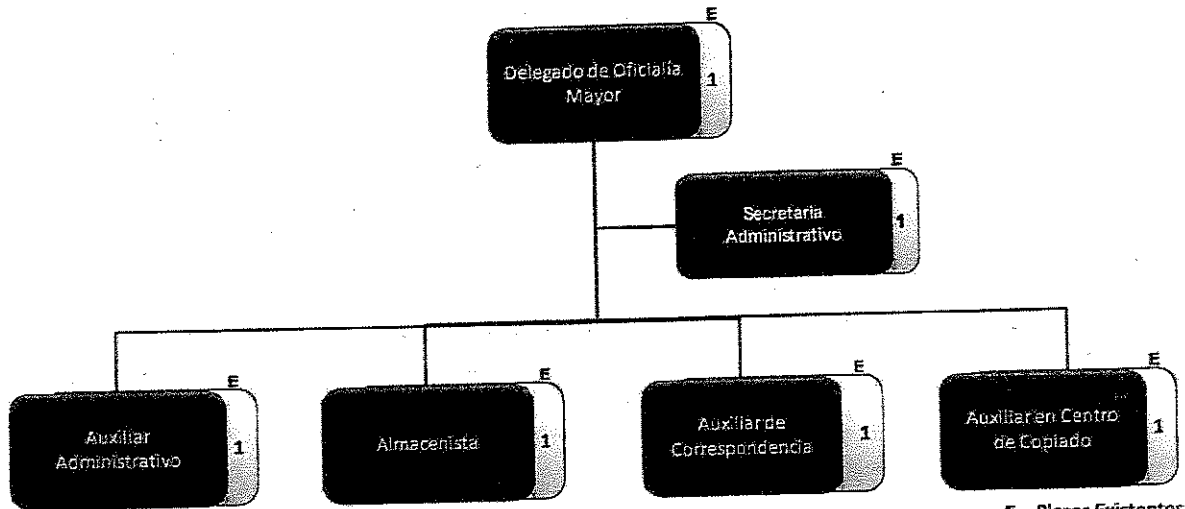 E
Delegado de Oficialía
Mayor
1
E
Secretaria
Administrativo
1
E
Auxiliar
Administrativo
1
E
Almacenista
1
E
Auxiliar de
Correspondencia
1
E
Auxiliar en Centro
de Copiado
1
Existentes